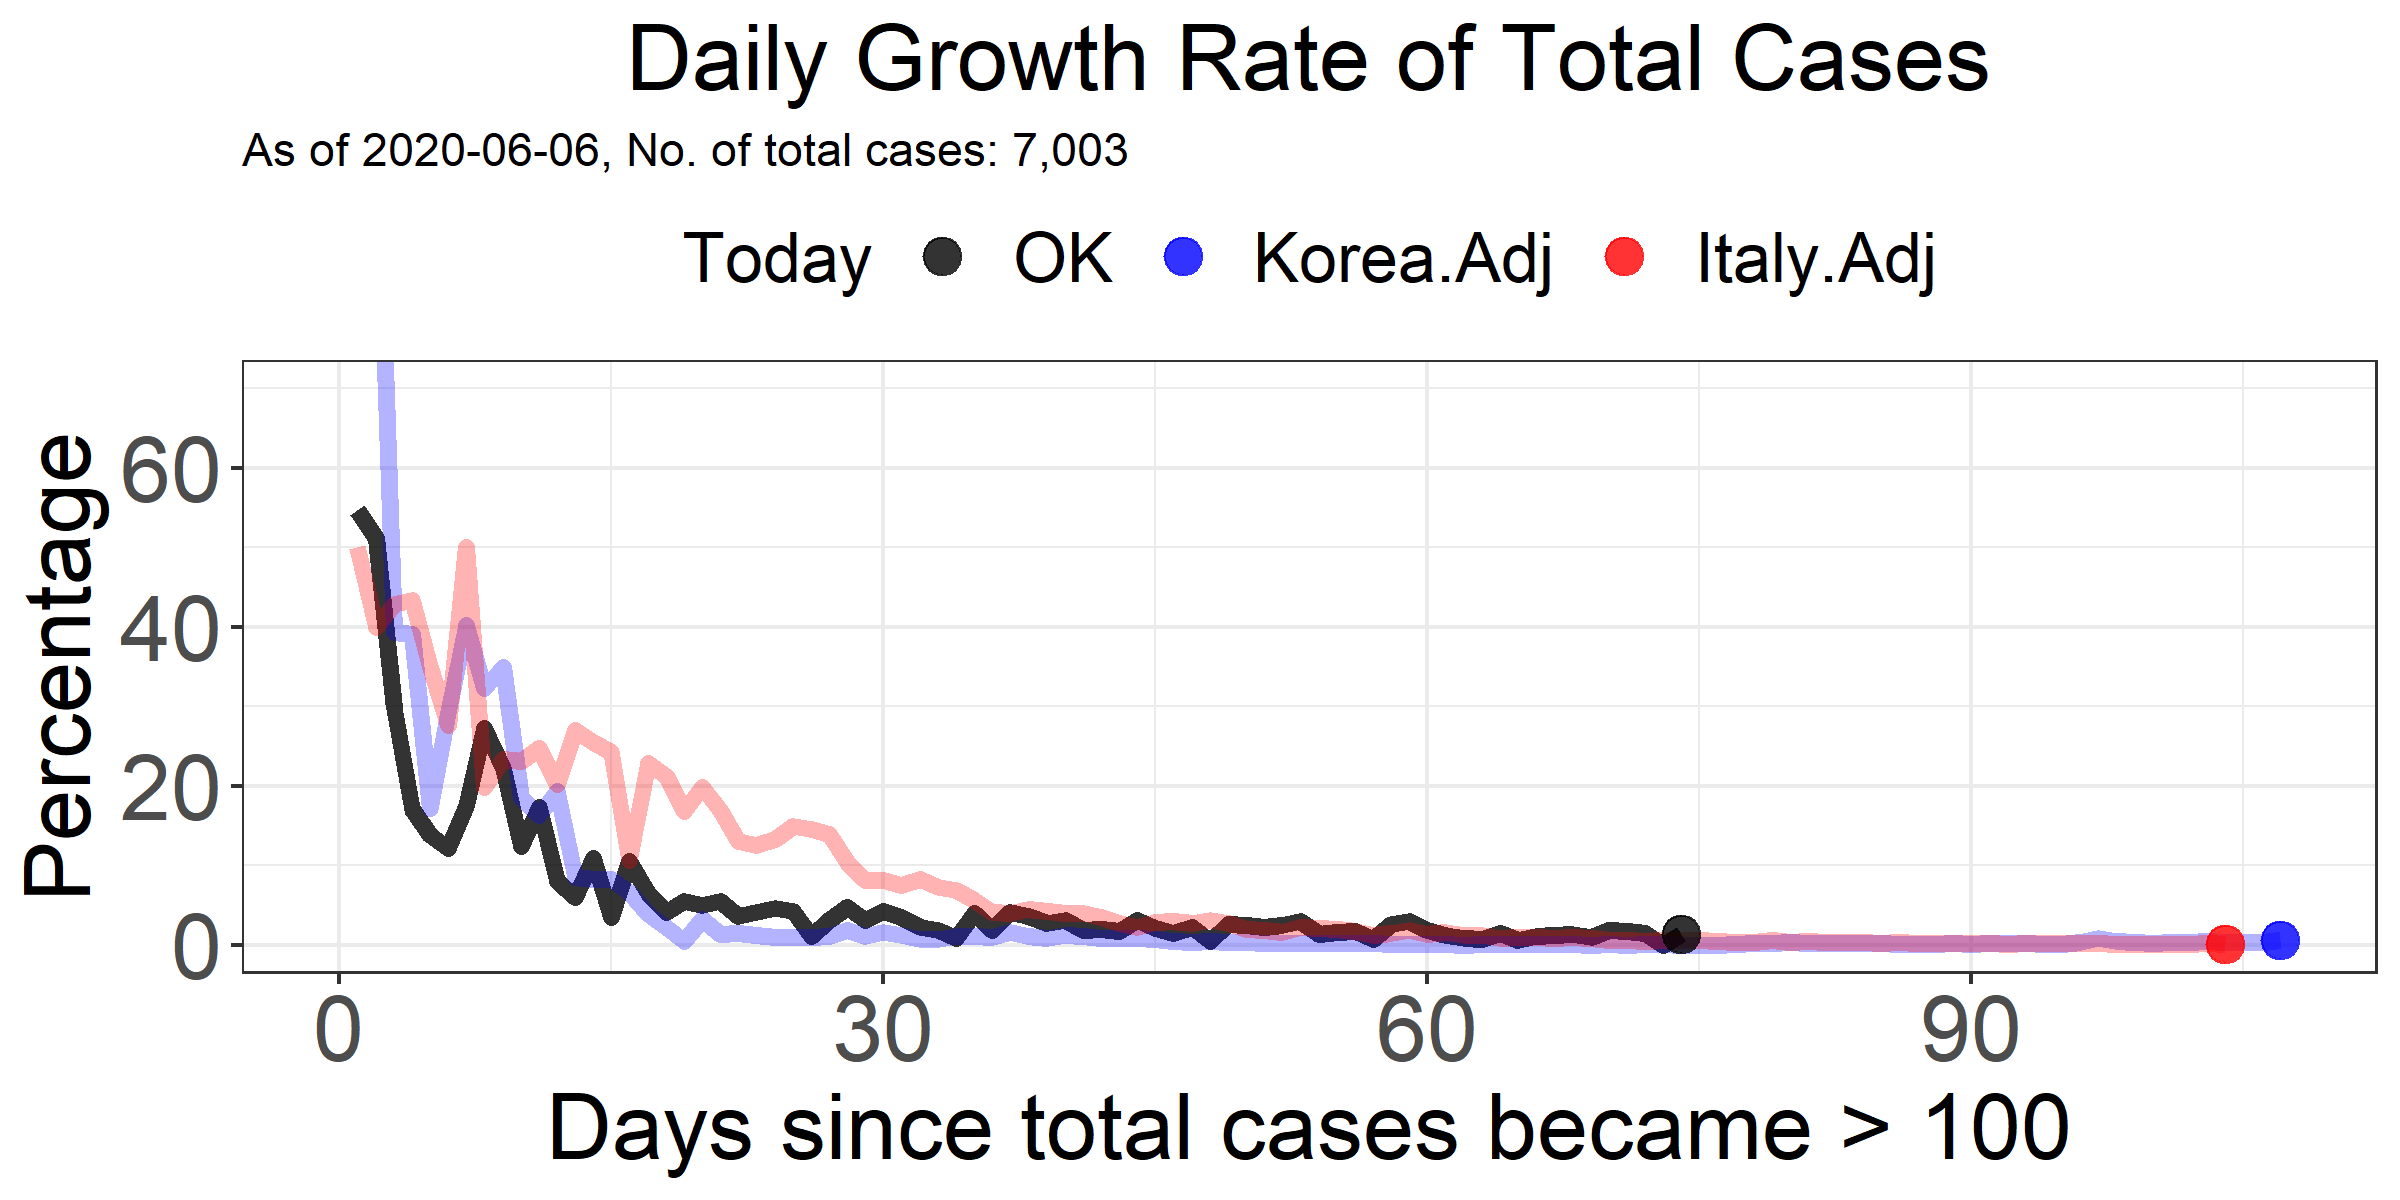 Daily Growth Rate of Total Cases
As of 2020-06-06, No. of total cases: 7,003
Today OK Korea.Adj Italy.Adj
Percentage
60
40
20
0
0 30 60 90
Days since total cases became > 100